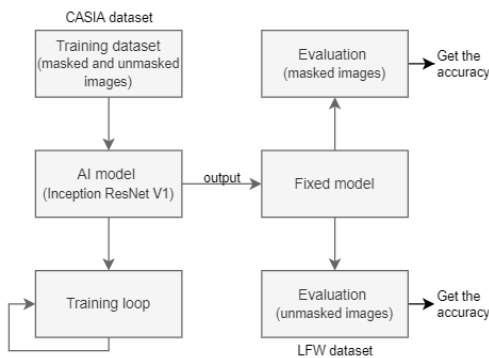 CASIA dataset
Training dataset
(masked and unmasked
images)
Evaluation
(masked images)
Get the
accuracy
AI model
(Inception ResNet V1)
output
Fixed model
Training loop
Evaluation
(unmasked images)
Get the
accuracy
LFW dataset